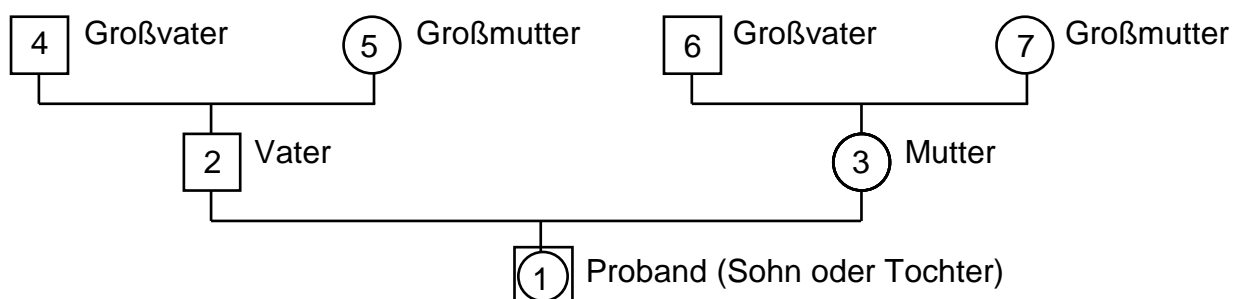 4 Großvater 5 Großmutter 6 Großvater 7 Großmutter
2 Vater 3 Mutter
1 Proband (Sohn oder Tochter)